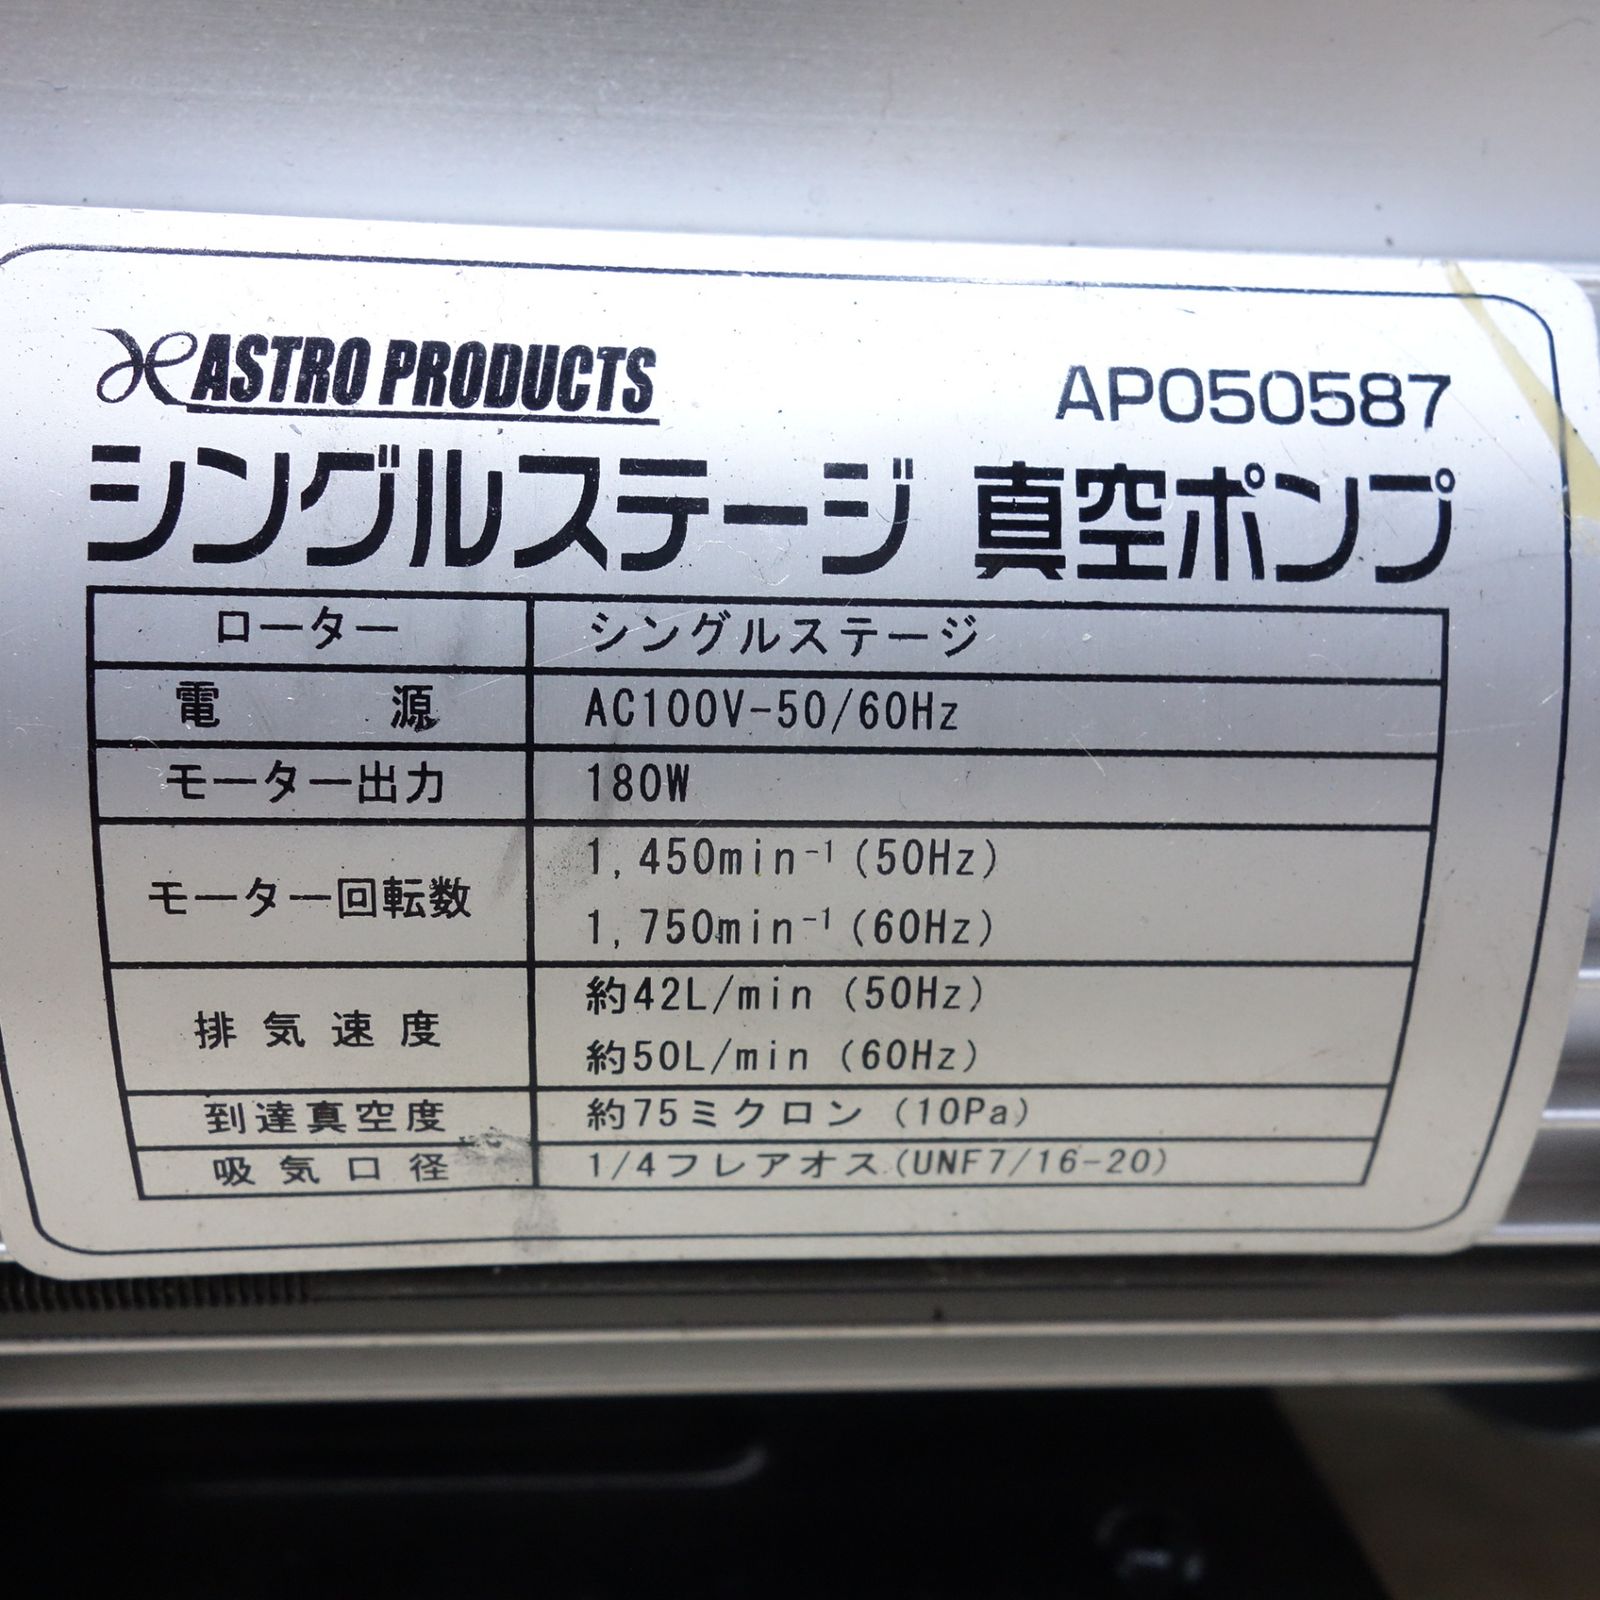 ASTRO PRODUCTS AP050587
シングルステージ 真空ポンプ
ローター シングルステージ
電源 AC100V-50/60Hz
モーター出力 180W
モーター回転数 1,450min⁻¹(50Hz)
1,750min⁻¹(60Hz)
排気速度 約42L/min (50Hz)
約50L/min (60Hz)
到達真空度 約75ミクロン (10Pa)
吸気口径 1/4フレアオス(UNF7/16-20)